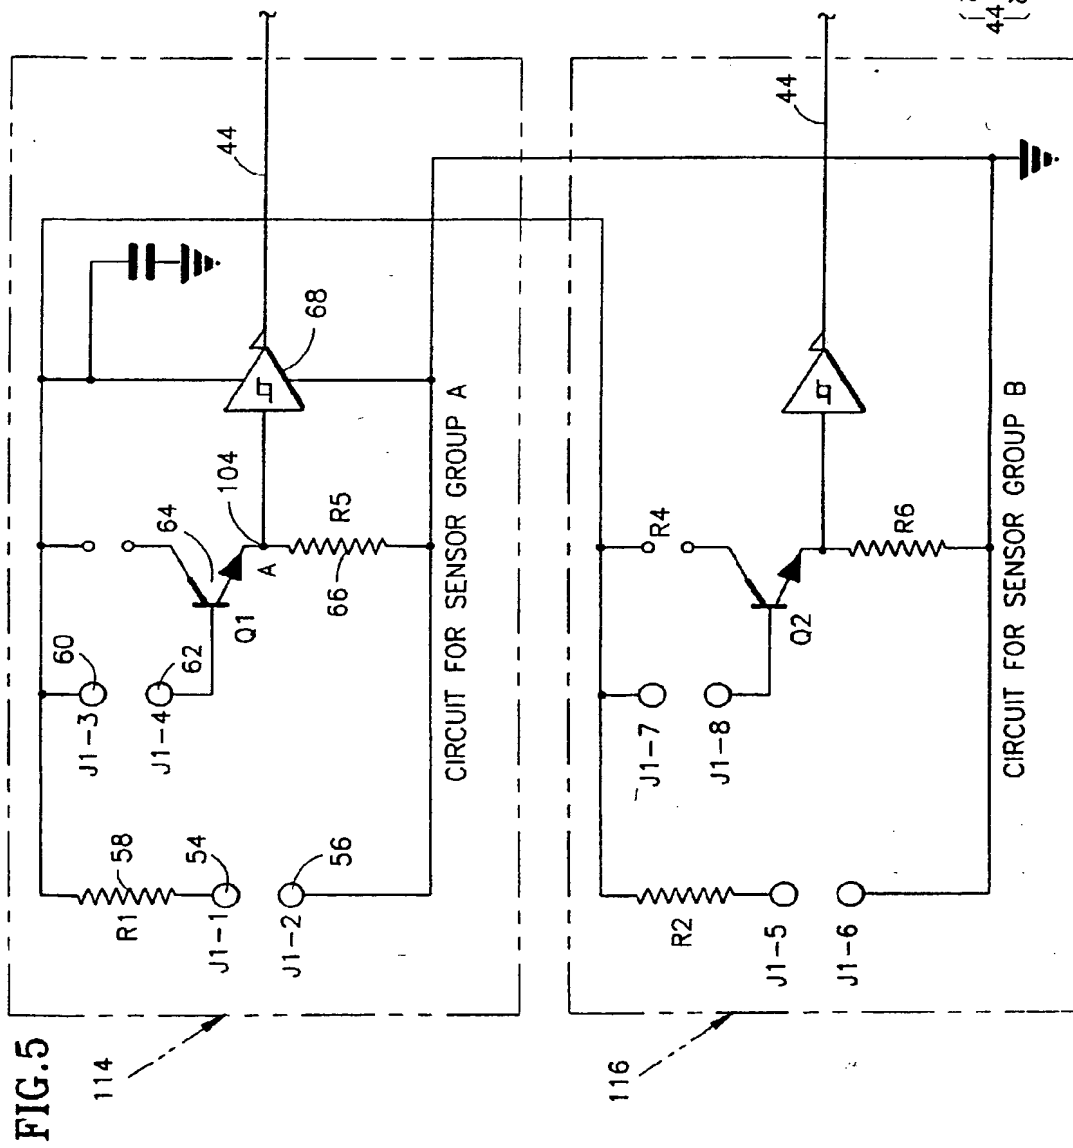 FIG.5
114
R1
58
J1-1
54
J1-2
56
J1-3
60
J1-4
62
64
Q1
A
104
66
R5
68
44
CIRCUIT FOR SENSOR GROUP A
116
R2
J1-5
J1-6
J1-7
J1-8
R4
Q2
R6
44
CIRCUIT FOR SENSOR GROUP B
44